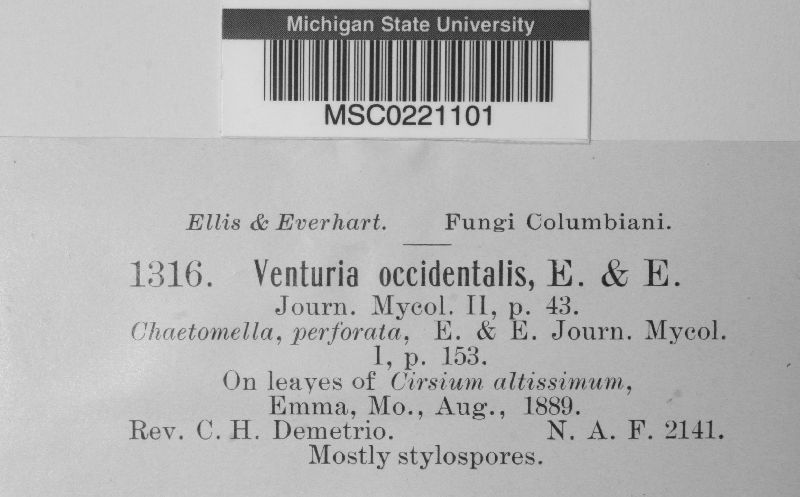 Michigan State University
MSC0221101
Ellis & Everhart. Fungi Columbiani.
1316. Venturia occidentalis, E. & E.
Journ. Mycol. II, p. 43.
Chaetomella, perforata, E. & E. Journ. Mycol.
I, p. 153.
On leayes of Cirsium altissimum,
Emma, Mo., Aug., 1889.
Rev. C. H. Demetrio. N. A. F. 2141.
Mostly stylospores.